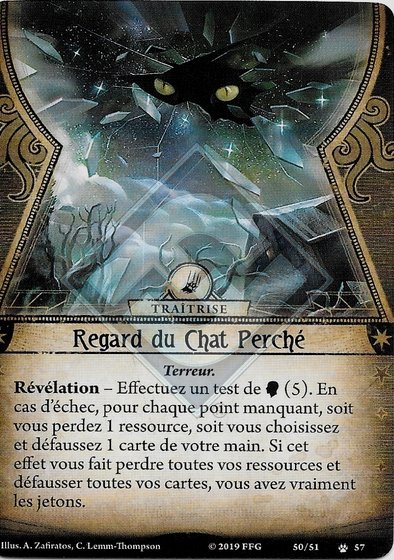 TRAÎTRISE
Regard du Chat Perché
Terreur.
Révélation – Effectuez un test de (5). En
cas d'échec, pour chaque point manquant, soit
vous perdez 1 ressource, soit vous choisissez
et défaussez 1 carte de votre main. Si cet
effet vous fait perdre toutes vos ressources et
défausser toutes vos cartes, vous avez vraiment
les jetons.
Illus. A. Zafiratos, C. Lemm-Thompson
© 2019 FFG
50/51
57